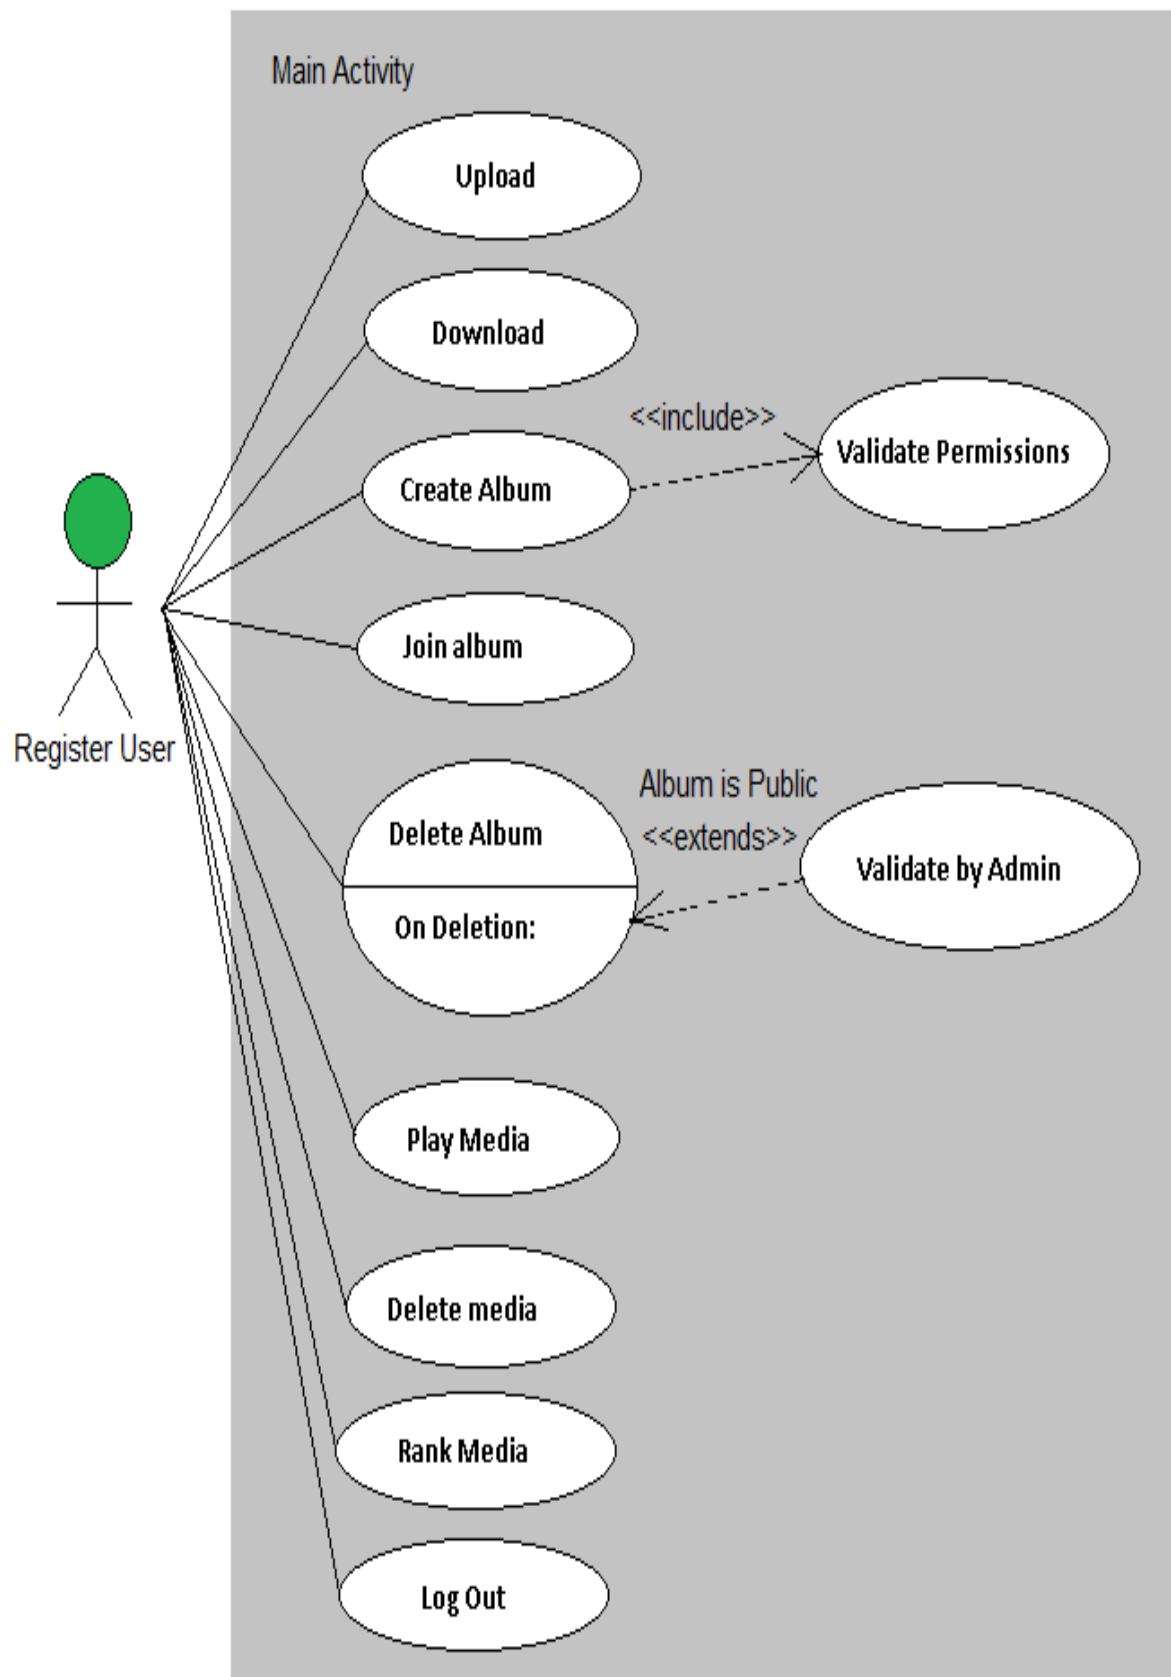 Main Activity
Upload
Download
<<include>>
Validate Permissions
Create Album
Join album
Register User
Album is Public
<<extends>>
Delete Album
Validate by Admin
On Deletion:
Play Media
Delete media
Rank Media
Log Out